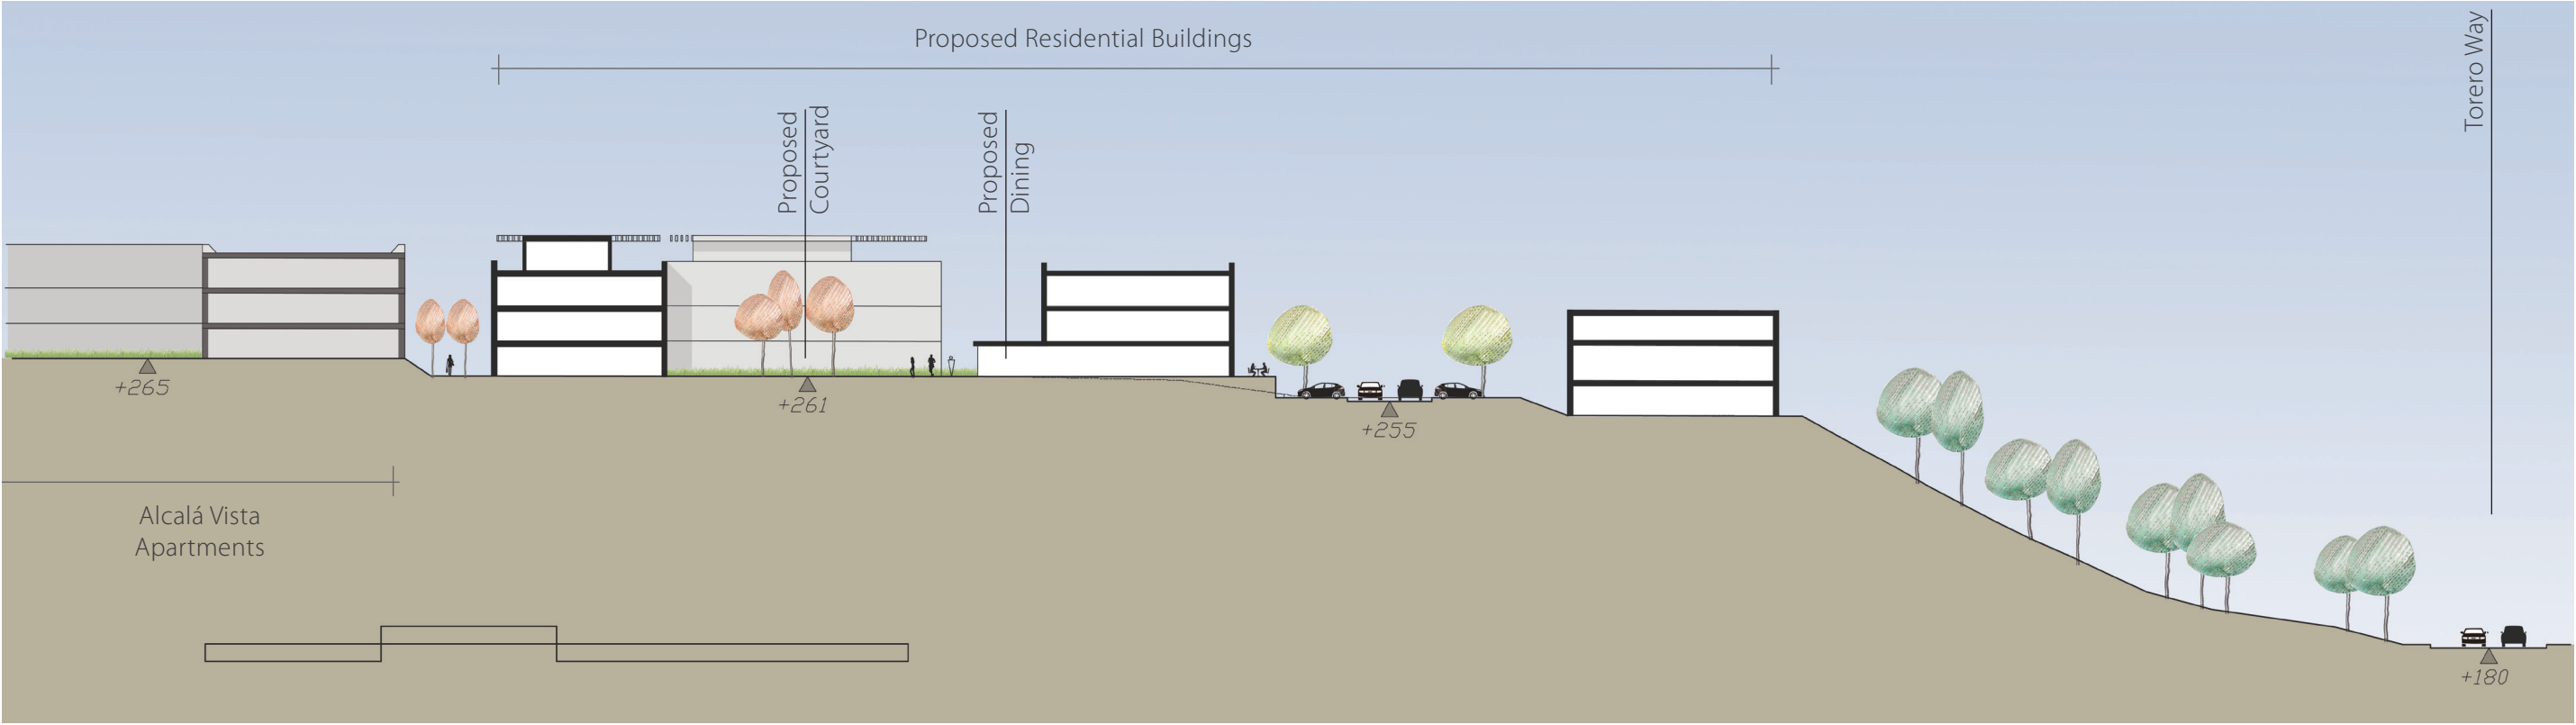 Proposed Residential Buildings
Torero Way
Proposed
Courtyard
Proposed
Dining
+265
+261
+255
Alcalá Vista
Apartments
+180